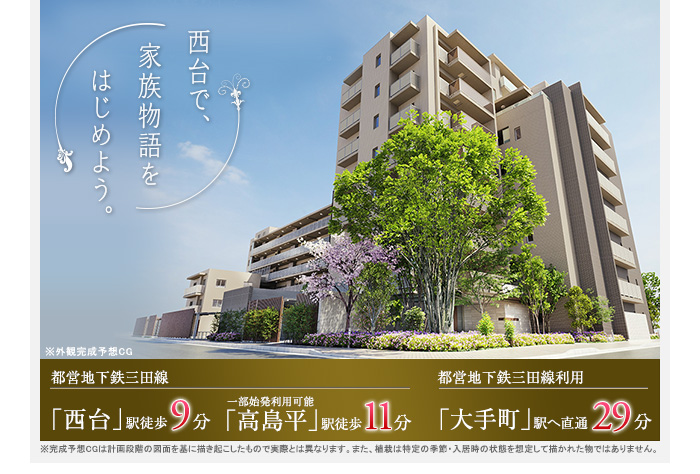 西台で、
家族物語を
はじめよう。
※外観完成予想CG
都営地下鉄三田線
「西台」駅徒歩9分
一部始発利用可能
「高島平」駅徒歩11分
都営地下鉄三田線利用
「大手町」駅へ直通29分
※完成予想CGは計画段階の図面を基に描き起こしたもので実際とは異なります。また、植栽は特定の季節・入居時の状態を想定して描かれた物ではありません。